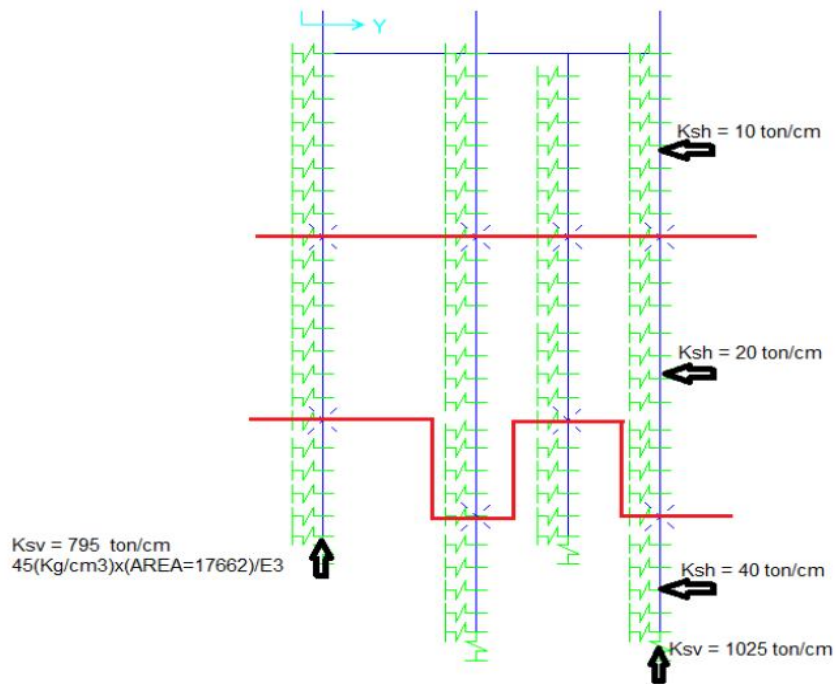 Y
Ksh = 10 ton/cm
Ksh = 20 ton/cm
Ksv = 795 ton/cm
45(Kg/cm3)x(AREA=17662)/E3
Ksh = 40 ton/cm
Ksv = 1025 ton/cm